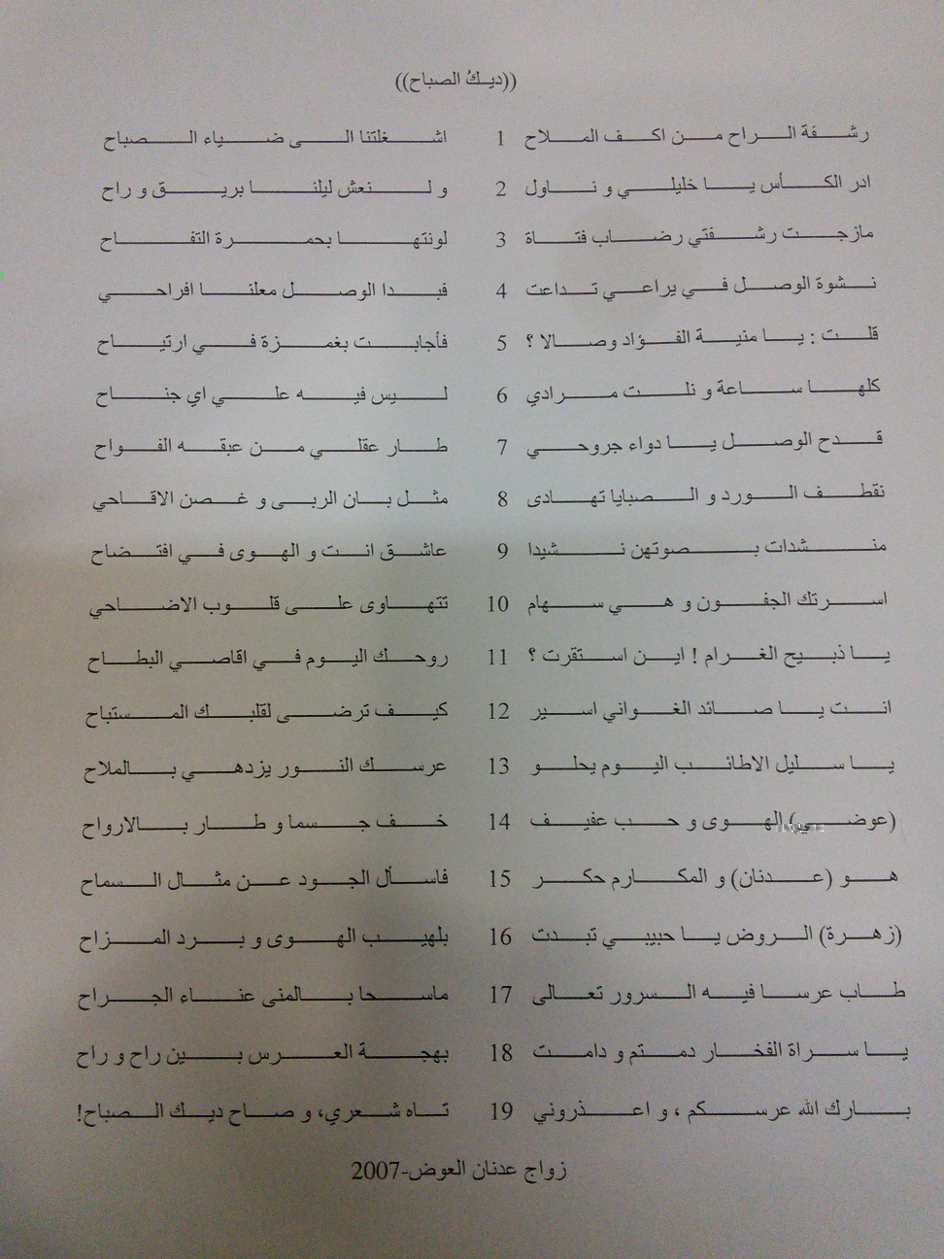 ((ديك الصباح))
رشفة الراح من اكف الملاح 1 اشغلتنا الى ضياء الصباح
ادر الكأس يا خليلي و ناول 2 و لنعش ليلنا بريق و راح
مازجت رشفتي رضاب فتاة 3 لونتها بحمرة التفاح
نشوة الوصل في يراعي تداعت 4 فبدا الوصل معلنا افراحي
قلت : يا منية الفؤاد وصالا ؟ 5 فأجابت بغمزة في ارتياح
كلها ساعة و نلت مرادي 6 ليس فيه علي اي جناح
قدح الوصل يا دواء جروحي 7 طار عقلي من عبقه الفواح
نقطف الورد و الصبايا تهادى 8 مثل بان الربى و غصن الاقاحي
منشدات بصوتهن نشيدا 9 عاشق انت و الهوى في افتضاح
اسرتك الجفون و هي سهام 10 تتهاوى على قلوب الاضاحي
يا ذبيح الغرام ! اين استقرت ؟ 11 روحك اليوم في اقاصي البطاح
انت يا صائد الغواني اسير 12 كيف ترضى لقلبك المستباح
يا سليل الاطائب اليوم يحلو 13 عرسك النور يزدهي بالملاح
(عوضي) الهوى و حب عفيف 14 خف جسما و طار بالارواح
هو (عدنان) و المكارم حكر 15 فاسأل الجود عن مثال السماح
(زهرة) الروض يا حبيبي تبدت 16 بلهيب الهوى و برد المزاح
طاب عرسا فيه السرور تعالى 17 ماسحا بالمنى عناء الجراح
يا سراة الفخار دمتم و دامت 18 بهجة العرس بين راح و راح
بارك الله عرسكم ، و اعذروني 19 تاه شعري، و صاح ديك الصباح!
زواج عدنان العوض-2007